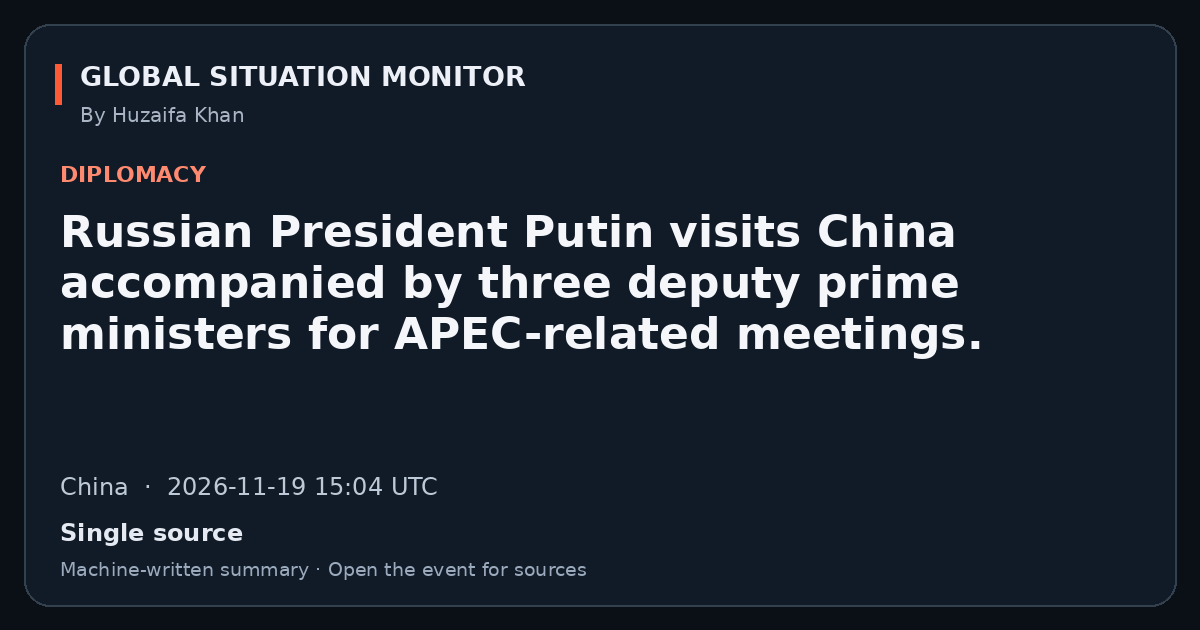 GLOBAL SITUATION MONITOR
By Huzaifa Khan
DIPLOMACY
Russian President Putin visits China
accompanied by three deputy prime
ministers for APEC-related meetings.
China · 2026-11-19 15:04 UTC
Single source
Machine-written summary · Open the event for sources